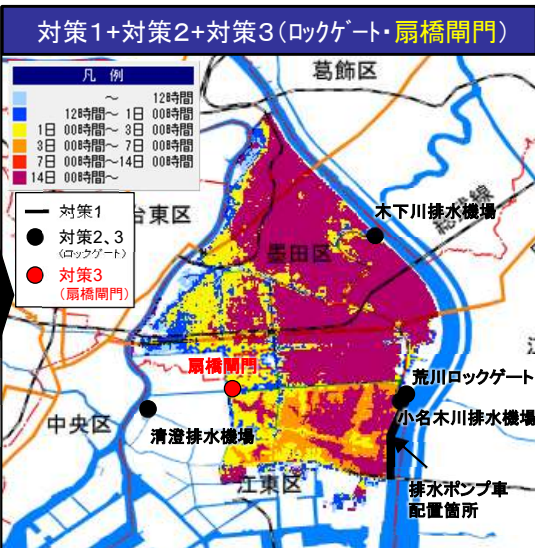 対策1+対策2+対策3(ロックゲート・扇橋閘門)
凡 例
～ 12時間
12時間～ 1日 00時間
1日 00時間～ 3日 00時間
3日 00時間～ 7日 00時間
7日 00時間～14日 00時間
14日 00時間～
対策1
対策2、3
(ロックゲート)
対策3
(扇橋閘門)
葛飾区
台東区
木下川排水機場
総武線
墨田区
扇橋閘門
荒川ロックゲート
江
小名木川排水機場
中央区
清澄排水機場
江東区
排水ポンプ車
配置箇所